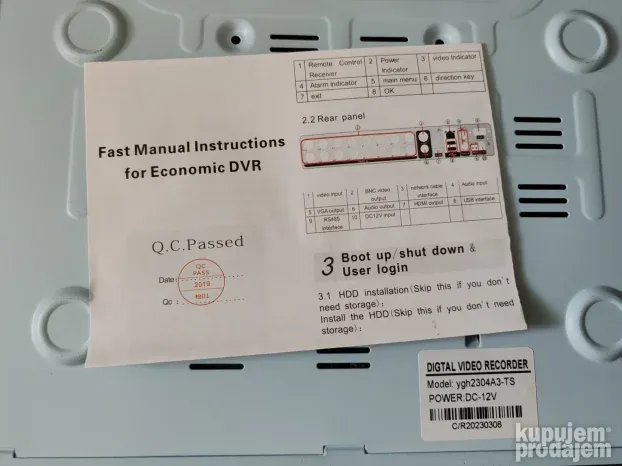 Fast Manual Instructions
for Economic DVR
Q.C.Passed
Date:
Qc :
QC
PASS
2019
1801
1 Remote Control Receiver 2 Power Indicator 3 video Indicator
4 Alarm Indicator 5 main menu 6 direction key
7 exit 8 OK
2.2 Rear panel
1 video input 2 BNC video output 3 network cable interface 4 Audio input
5 VGA output 6 Audio output 7 HDMI output 8 USB interface
9 RS485 interface 10 DC12V input
3 Boot up/shut down &
User login
3.1 HDD installation(Skip this if you don't
need storage):
Install the HDD(Skip this if you don't need
storage):
DIGTAL VIDEO RECORDER
Model: ygh2304A3-TS
POWER:DC-12V
C/R20230308
kupujem
prodajem